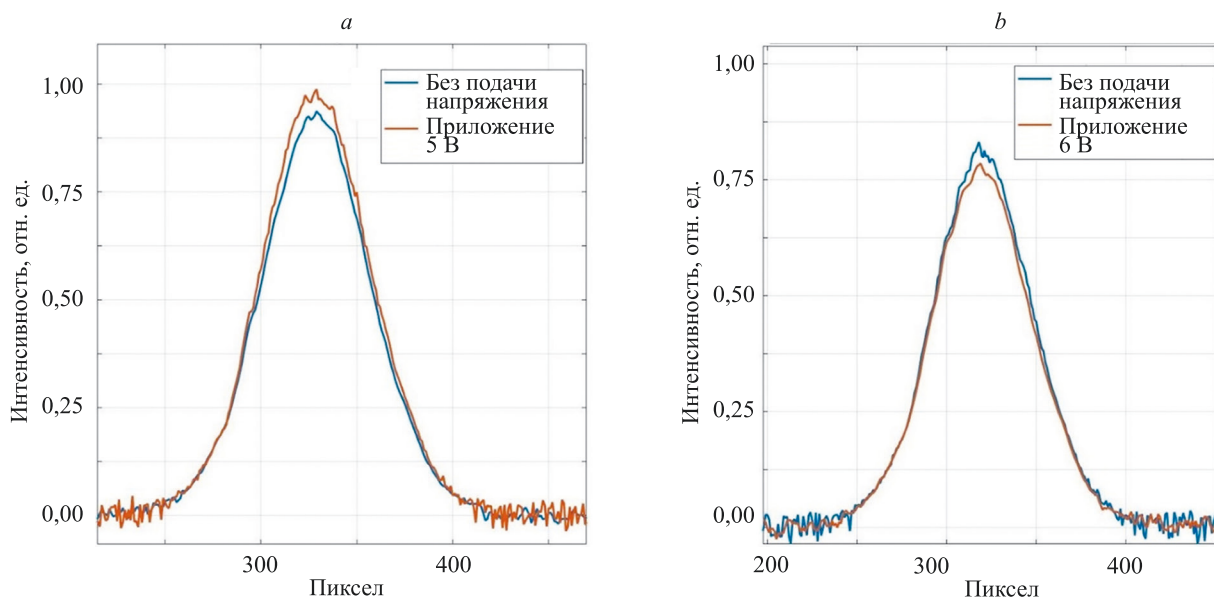 a
1,00
0,75
0,50
0,25
0,00
Интенсивность, отн. ед.
300
400
Пиксел
Без подачи
напряжения
Приложение
5 В
b
1,00
0,75
0,50
0,25
0,00
Интенсивность, отн. ед.
200
300
400
Пиксел
Без подачи
напряжения
Приложение
6 В